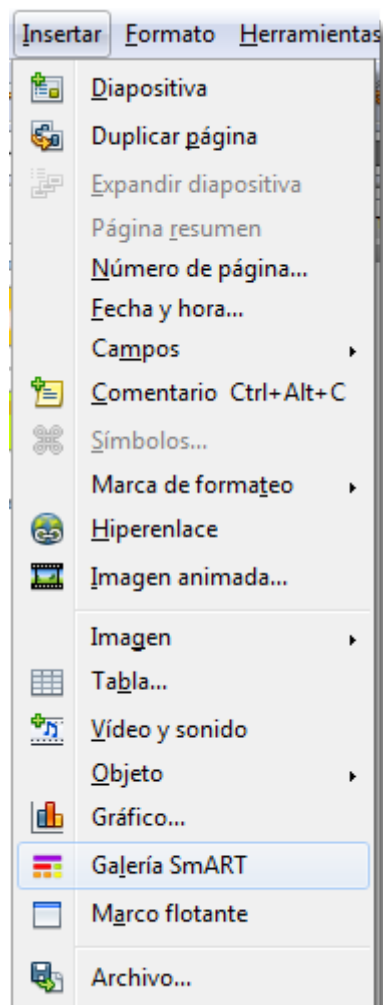 Insertar Formato Herramientas
Diapositiva
Duplicar página
Expandir diapositiva
Página resumen
Número de página...
Fecha y hora...
Campos
Comentario Ctrl+Alt+C
Símbolos...
Marca de formateo
Hiperenlace
Imagen animada...
Imagen
Tabla...
Vídeo y sonido
Objeto
Gráfico...
Galería SmART
Marco flotante
Archivo...